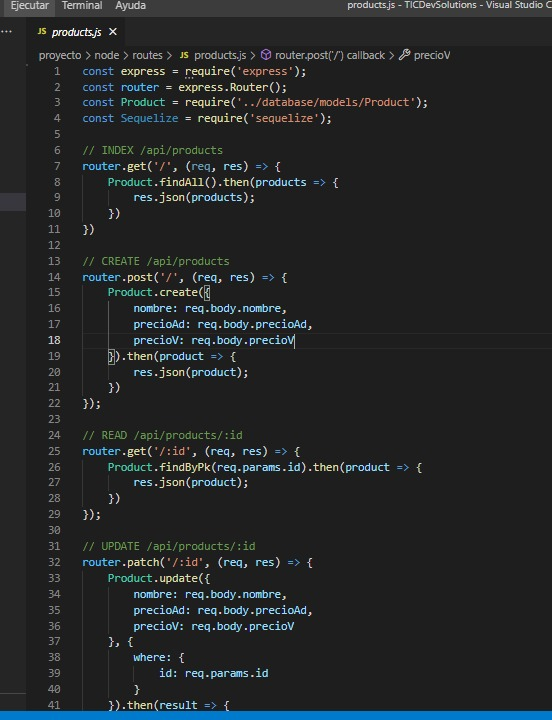 Ejecutar Terminal Ayuda products.js - TICDevSolutions - Visual Studio C
... JS products.js ×
proyecto > node > routes > JS products.js > router.post('/') callback > precioV
1 const express = require('express');
2 const router = express.Router();
3 const Product = require('../database/models/Product');
4 const Sequelize = require('sequelize');
5
6 // INDEX /api/products
7 router.get('/', (req, res) => {
8 Product.findAll().then(products => {
9 res.json(products);
10 })
11 })
12
13 // CREATE /api/products
14 router.post('/', (req, res) => {
15 Product.create({
16 nombre: req.body.nombre,
17 precioAd: req.body.precioAd,
18 precioV: req.body.precioV
19 }).then(product => {
20 res.json(product);
21 })
22 });
23
24 // READ /api/products/:id
25 router.get('/:id', (req, res) => {
26 Product.findByPk(req.params.id).then(product => {
27 res.json(product);
28 })
29 });
30
31 // UPDATE /api/products/:id
32 router.patch('/:id', (req, res) => {
33 Product.update({
34 nombre: req.body.nombre,
35 precioAd: req.body.precioAd,
36 precioV: req.body.precioV
37 }, {
38 where: {
39 id: req.params.id
40 }
41 }).then(result => {